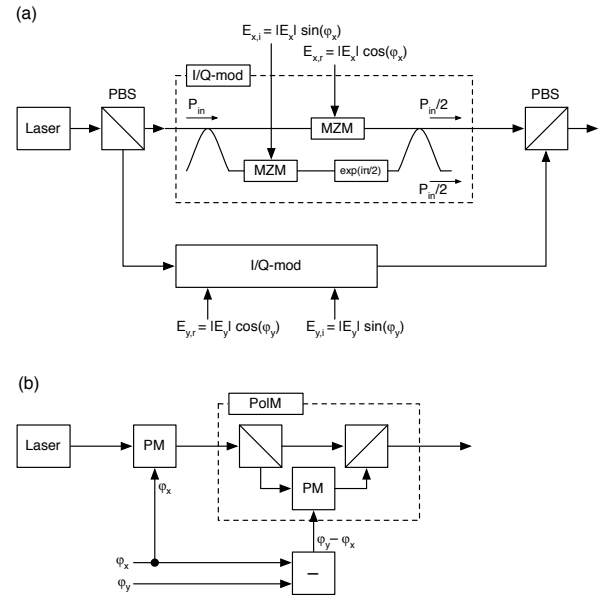 (a)
E_x,i = |E_x| sin(φ_x)
E_x,r = |E_x| cos(φ_x)
I/Q-mod
PBS
P_in
P_in/2
PBS
Laser
MZM
MZM
exp(iπ/2)
P_in/2
I/Q-mod
E_y,r = |E_y| cos(φ_y)
E_y,i = |E_y| sin(φ_y)
(b)
PolM
Laser
PM
PM
φ_x
φ_y − φ_x
φ_x
φ_y
−